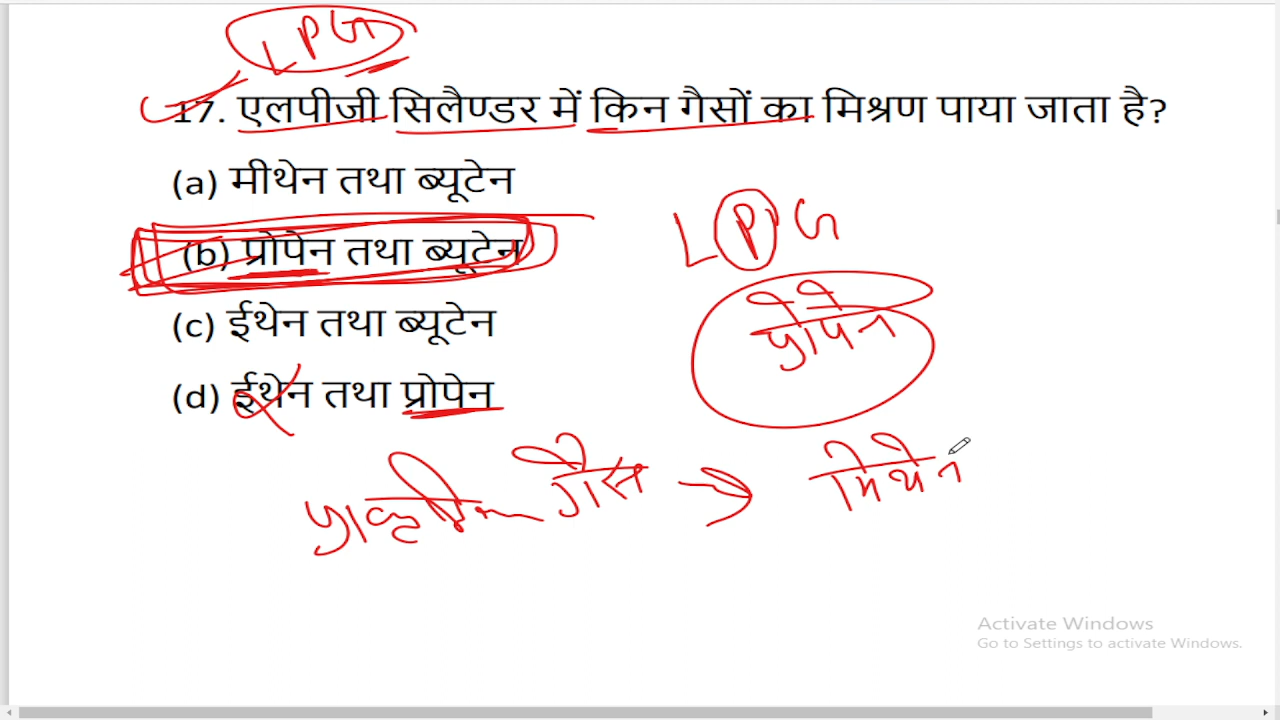 LPG
17. एलपीजी सिलैण्डर में किन गैसों का मिश्रण पाया जाता है?
(a) मीथेन तथा ब्यूटेन
LPG
(b) प्रोपेन तथा ब्यूटेन
प्रोपेन
(c) ईथेन तथा ब्यूटेन
(d) ईथेन तथा प्रोपेन
प्राकृतिक गैस → मिथेन
Activate Windows
Go to Settings to activate Windows.